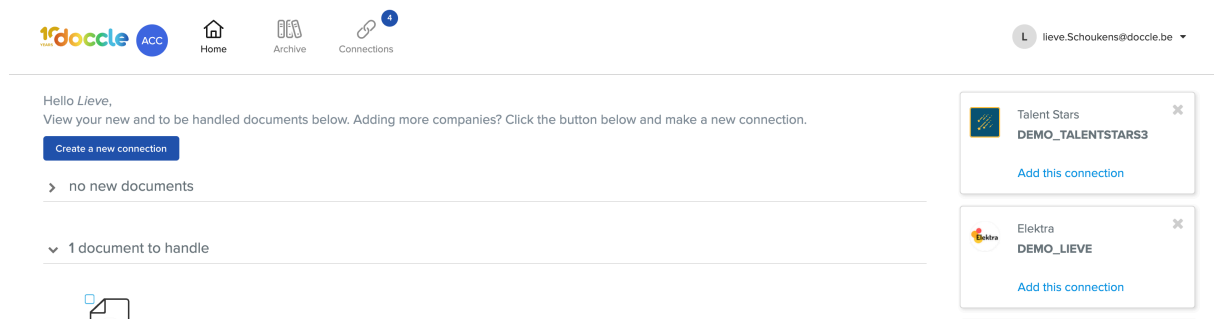 10 YEARS doccle ACC
Home
Archive
4
Connections
L lieve.Schoukens@doccle.be
Hello Lieve,
View your new and to be handled documents below. Adding more companies? Click the button below and make a new connection.
Create a new connection
no new documents
1 document to handle
Talent Stars
DEMO_TALENTSTARS3
Add this connection
Elektra
Elektra
DEMO_LIEVE
Add this connection